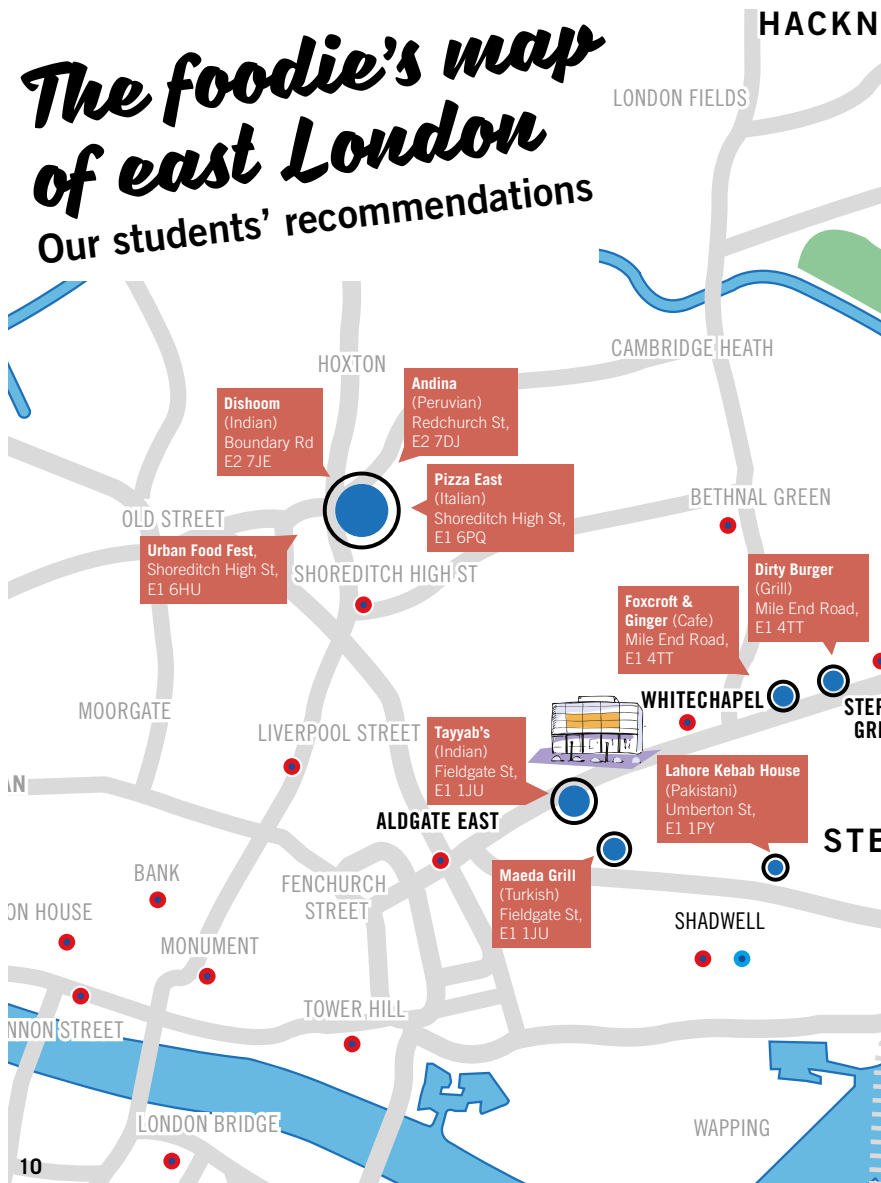 The foodie's map
of east London
Our students' recommendations
HACKN
LONDON FIELDS
CAMBRIDGE HEATH
HOXTON
Dishoom
(Indian)
Boundary Rd
E2 7JE
Andina
(Peruvian)
Redchurch St,
E2 7DJ
Pizza East
(Italian)
Shoreditch High St,
E1 6PQ
BETHNAL GREEN
OLD STREET
Urban Food Fest,
Shoreditch High St,
E1 6HU
SHOREDITCH HIGH ST
Foxcroft &
Ginger (Cafe)
Mile End Road,
E1 4TT
Dirty Burger
(Grill)
Mile End Road,
E1 4TT
WHITECHAPEL
STEP
GRE
MOORGATE
LIVERPOOL STREET
Tayyab's
(Indian)
Fieldgate St,
E1 1JU
Lahore Kebab House
(Pakistani)
Umberton St,
E1 1PY
AN
ALDGATE EAST
STE
BANK
FENCHURCH
STREET
Maeda Grill
(Turkish)
Fieldgate St,
E1 1JU
ON HOUSE
MONUMENT
SHADWELL
TOWER HILL
NNON STREET
LONDON BRIDGE
WAPPING
10